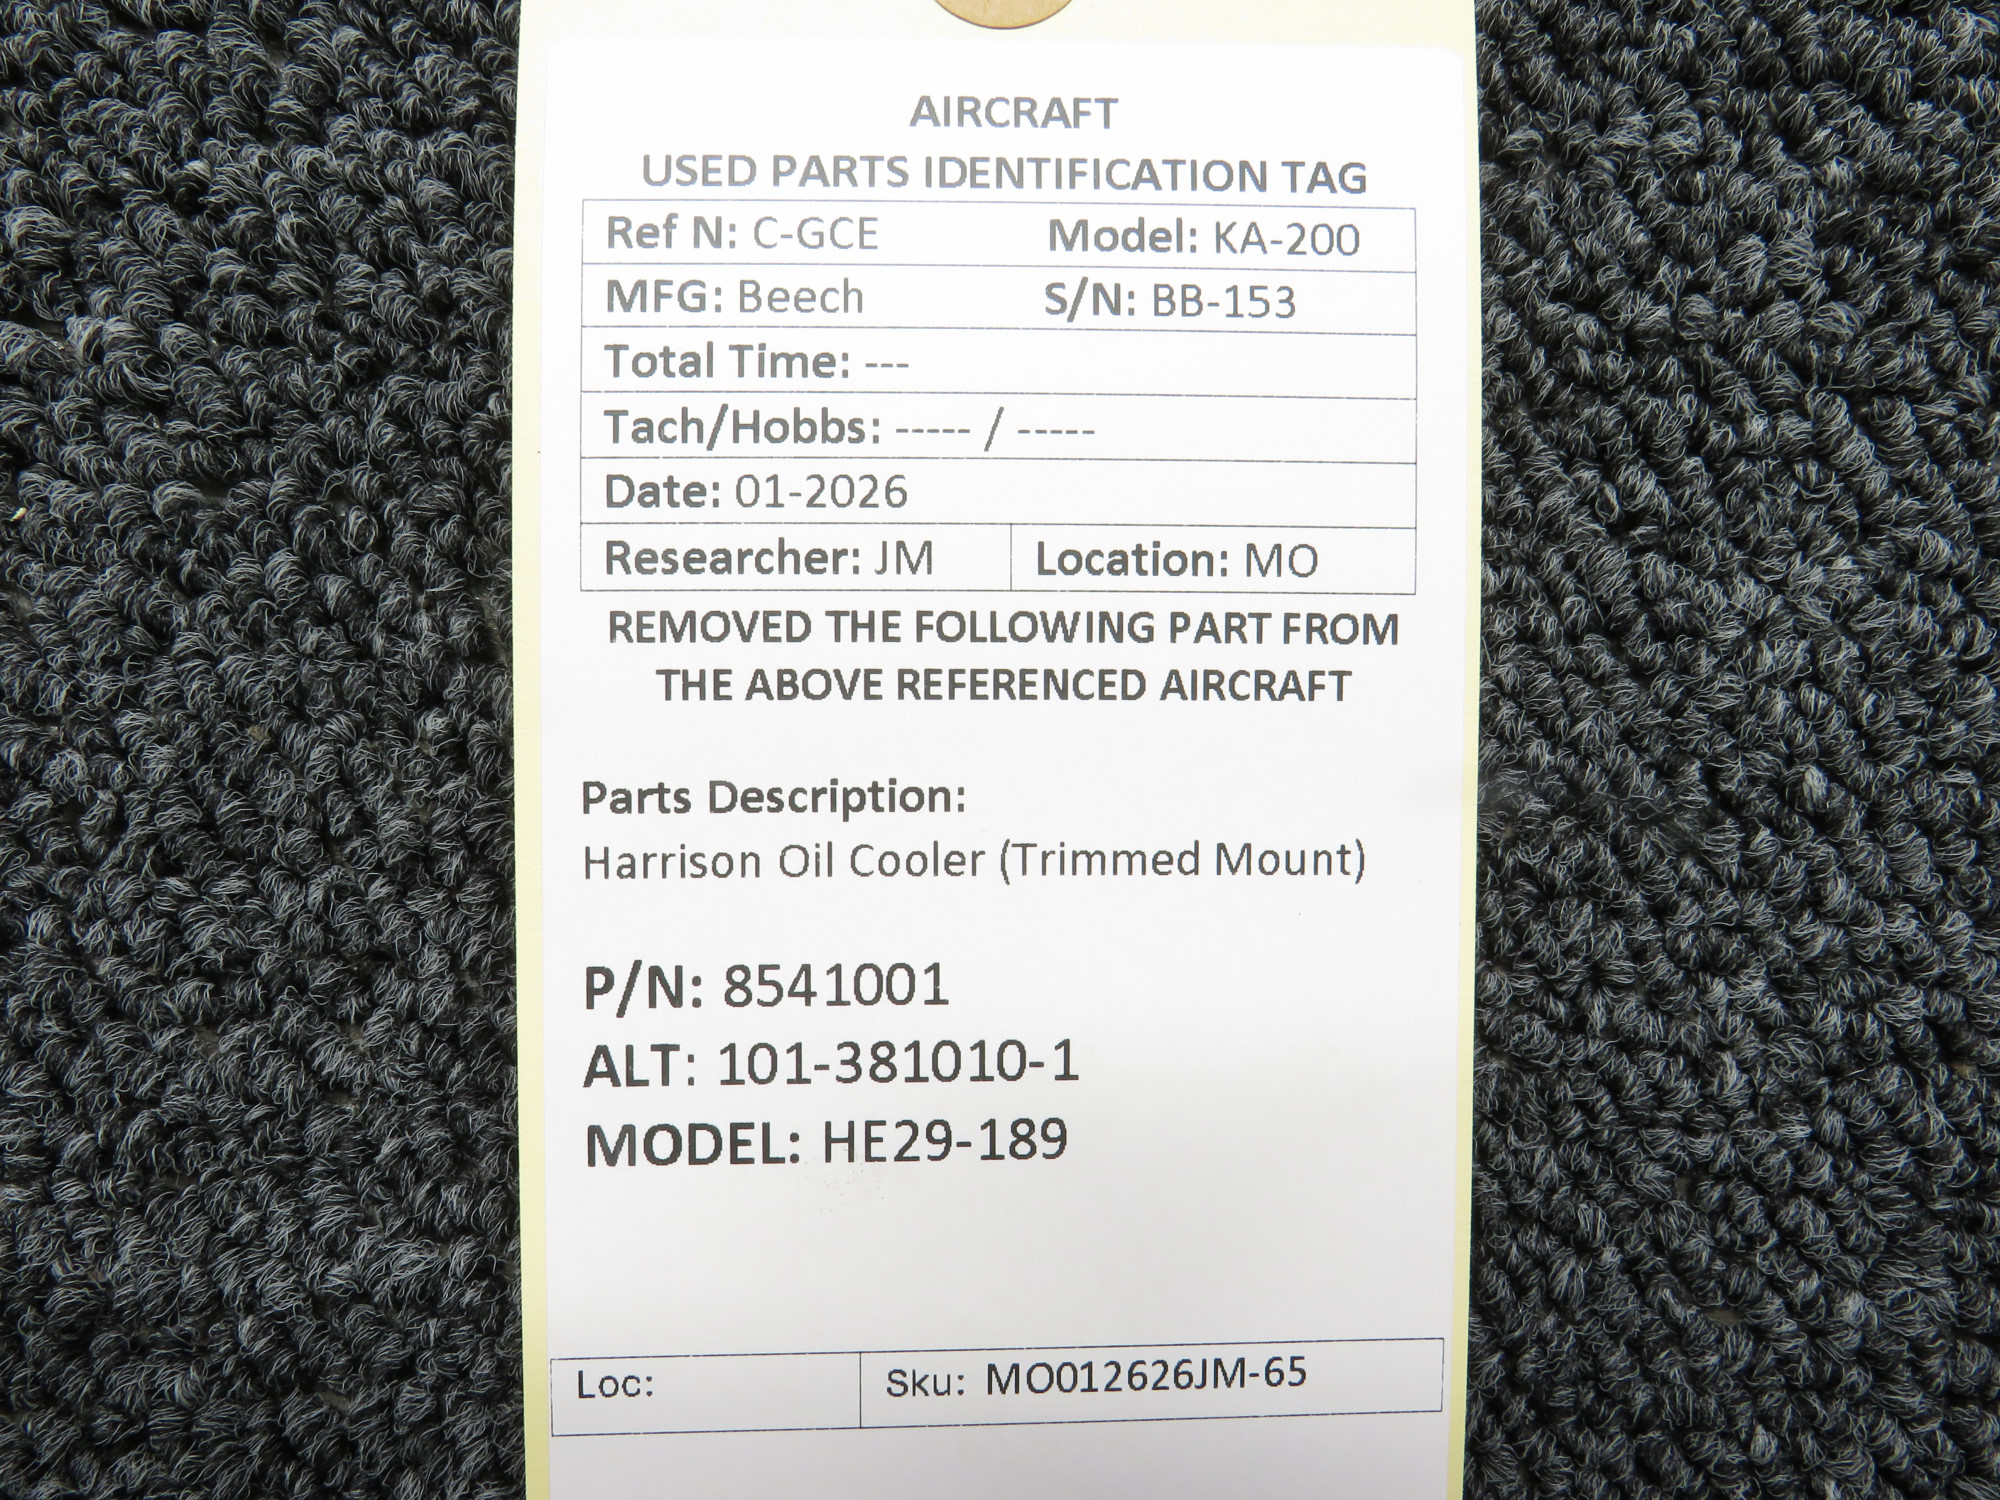 AIRCRAFT
USED PARTS IDENTIFICATION TAG
Ref N: C-GCE Model: KA-200
MFG: Beech S/N: BB-153
Total Time: ---
Tach/Hobbs: ----- / -----
Date: 01-2026
Researcher: JM Location: MO
REMOVED THE FOLLOWING PART FROM
THE ABOVE REFERENCED AIRCRAFT
Parts Description:
Harrison Oil Cooler (Trimmed Mount)
P/N: 8541001
ALT: 101-381010-1
MODEL: HE29-189
Loc: Sku: MO012626JM-65